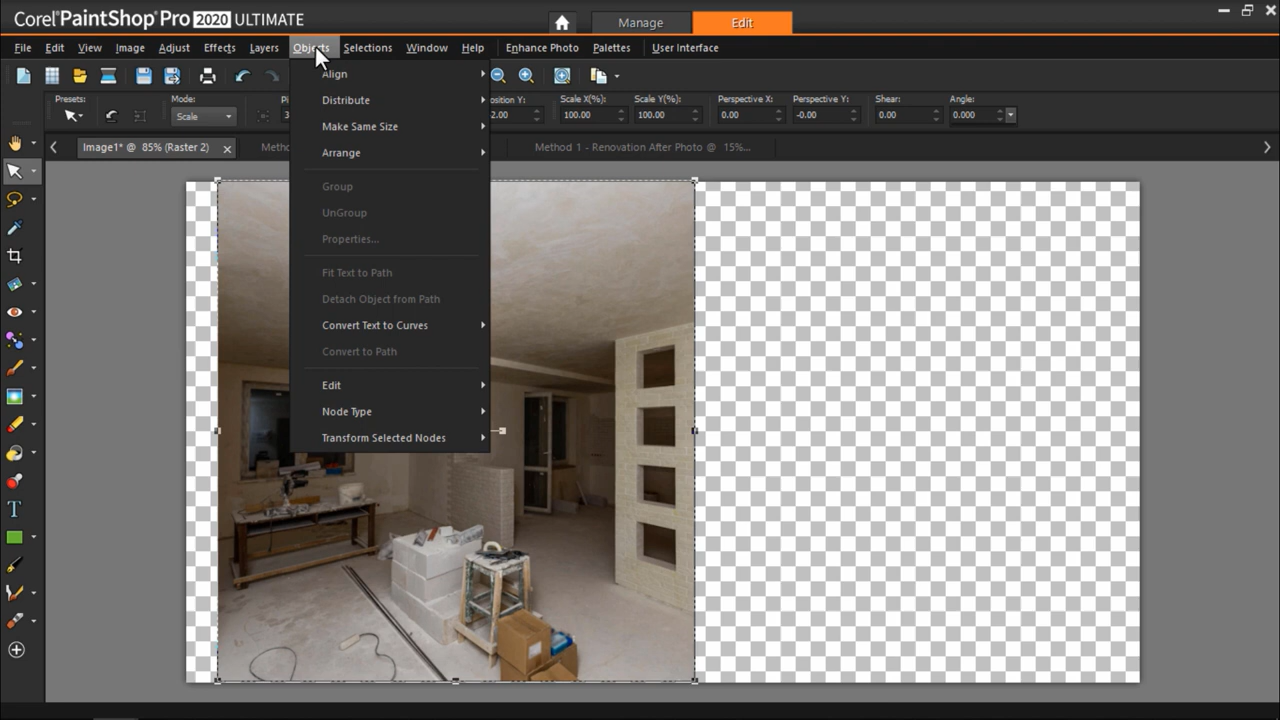 Corel PaintShop Pro 2020 ULTIMATE
Manage
Edit
File Edit View Image Adjust Effects Layers Objects Selections Window Help Enhance Photo Palettes User Interface
Presets: Mode: Position Y: Scale X(%): Scale Y(%): Perspective X: Perspective Y: Shear: Angle:
Scale 3 2.00 100.00 100.00 0.00 -0.00 0.00 0.000
Image1* @ 85% (Raster 2)
Method 1 - Renovation After Photo @ 15%...
Align
Distribute
Make Same Size
Arrange
Group
UnGroup
Properties...
Fit Text to Path
Detach Object from Path
Convert Text to Curves
Convert to Path
Edit
Node Type
Transform Selected Nodes